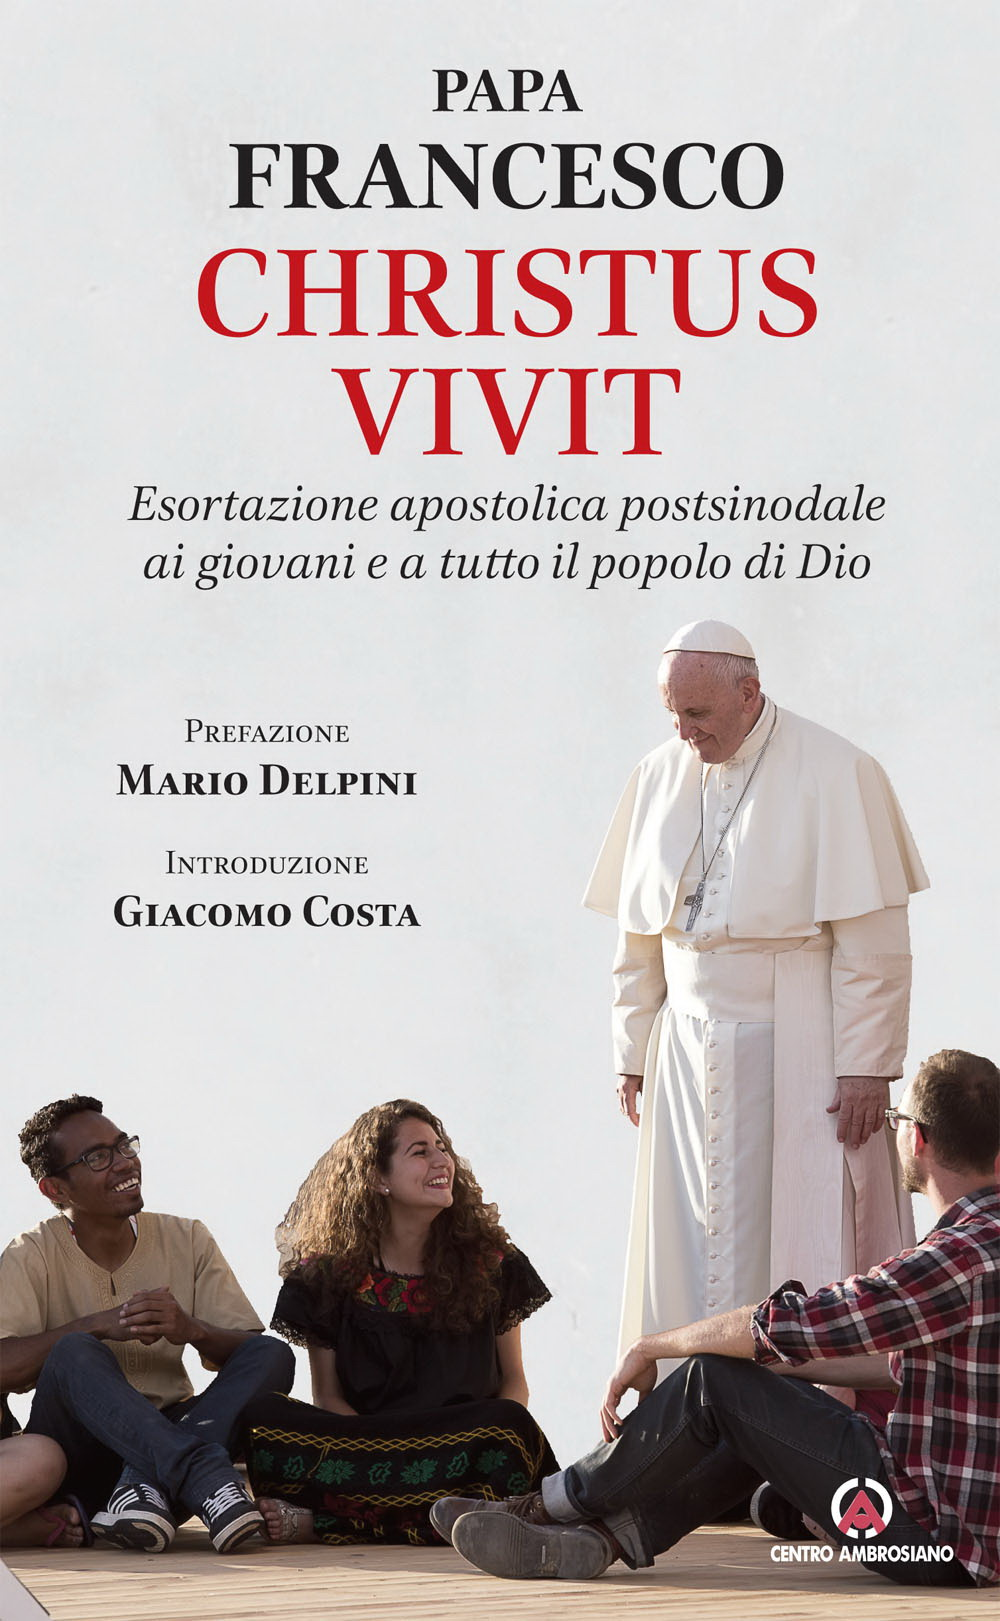 PAPA
FRANCESCO
CHRISTUS
VIVIT
Esortazione apostolica postsinodale
ai giovani e a tutto il popolo di Dio
PREFAZIONE
MARIO DELPINI
INTRODUZIONE
GIACOMO COSTA
CENTRO AMBROSIANO